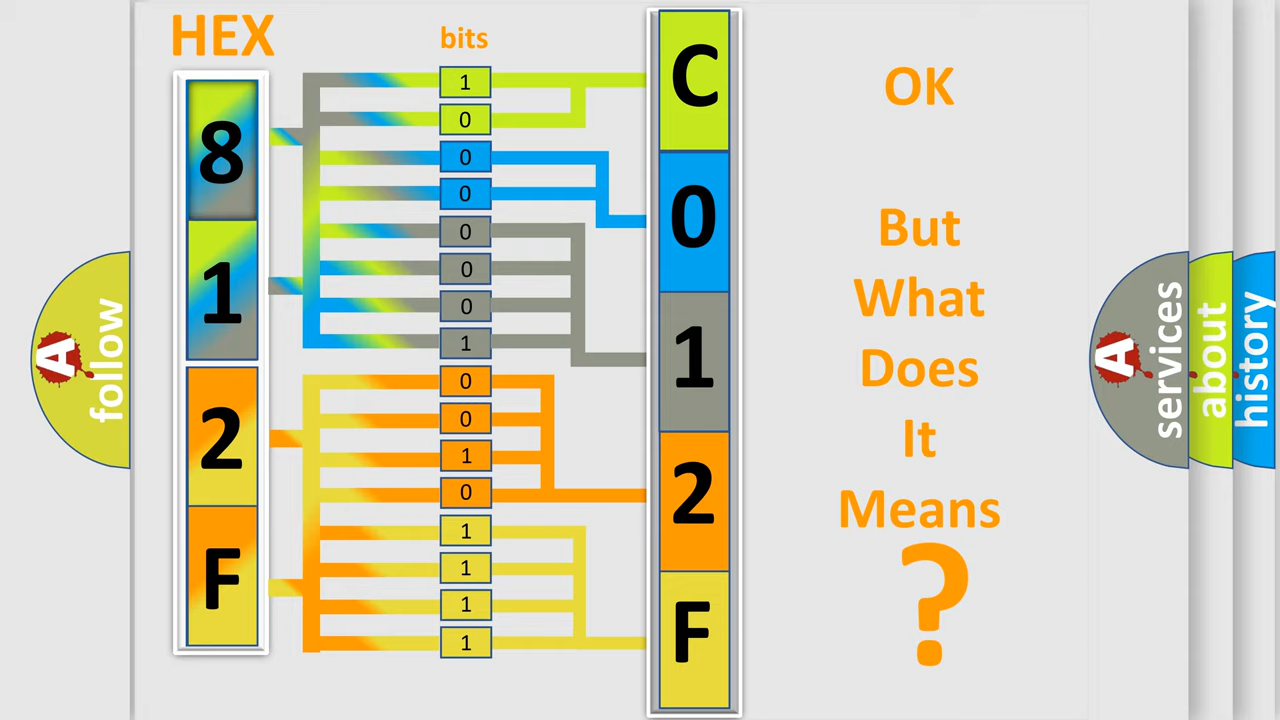 HEX
bits
8
1
2
F
1
0
0
0
0
0
0
1
0
0
1
0
1
1
1
1
C
0
1
2
F
OK
But
What
Does
It
Means
?
A
follow
A
services
about
history